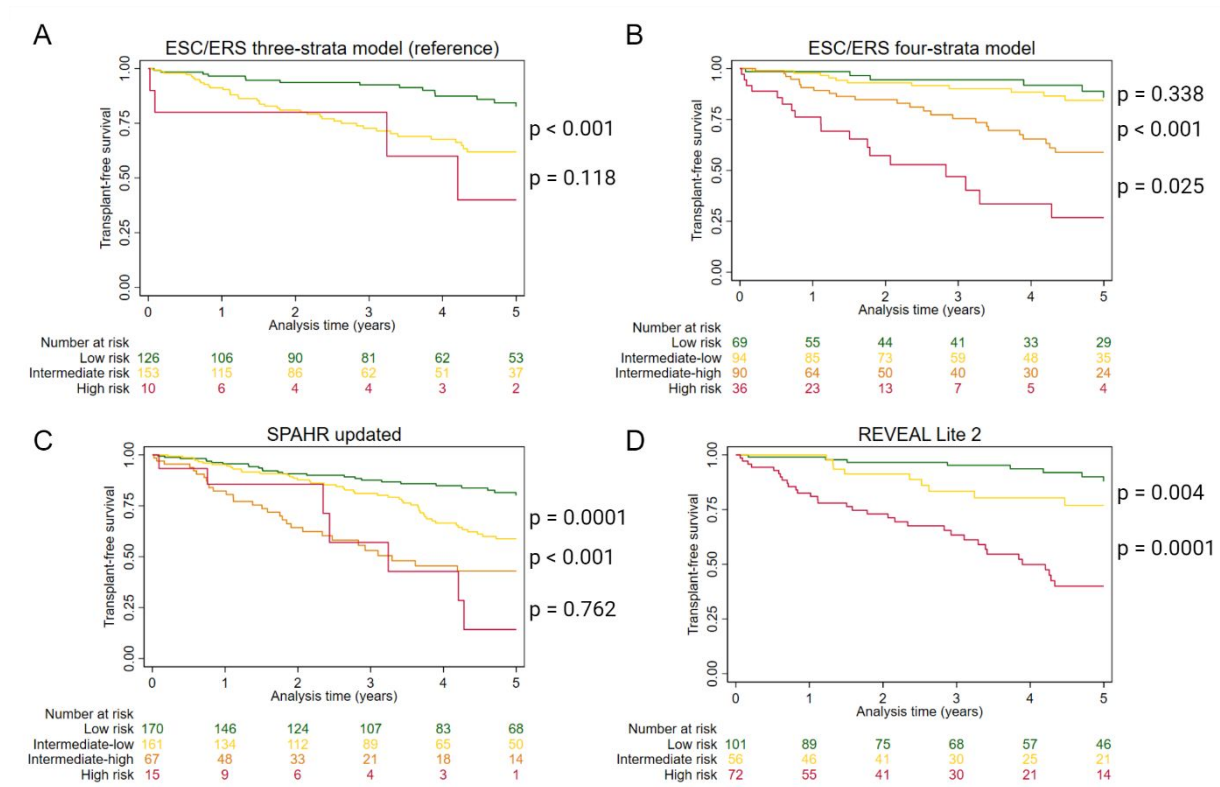 A
ESC/ERS three-strata model (reference)
Transplant-free survival
1.00
0.75
0.50
0.25
0.00
p < 0.001
p = 0.118
0 1 2 3 4 5
Analysis time (years)
Number at risk
Low risk 126 106 90 81 62 53
Intermediate risk 153 115 86 62 51 37
High risk 10 6 4 4 3 2
B
ESC/ERS four-strata model
Transplant-free survival
1.00
0.75
0.50
0.25
0.00
p = 0.338
p < 0.001
p = 0.025
0 1 2 3 4 5
Analysis time (years)
Number at risk
Low risk 69 55 44 41 33 29
Intermediate-low 94 85 73 59 48 35
Intermediate-high 90 64 50 40 30 24
High risk 36 23 13 7 5 4
C
SPAHR updated
Transplant-free survival
1.00
0.75
0.50
0.25
0.00
p = 0.0001
p < 0.001
p = 0.762
0 1 2 3 4 5
Analysis time (years)
Number at risk
Low risk 170 146 124 107 83 68
Intermediate-low 161 134 112 89 65 50
Intermediate-high 67 48 33 21 18 14
High risk 15 9 6 4 3 1
D
REVEAL Lite 2
Transplant-free survival
1.00
0.75
0.50
0.25
0.00
p = 0.004
p = 0.0001
0 1 2 3 4 5
Analysis time (years)
Number at risk
Low risk 101 89 75 68 57 46
Intermediate risk 56 46 41 30 25 21
High risk 72 55 41 30 21 14